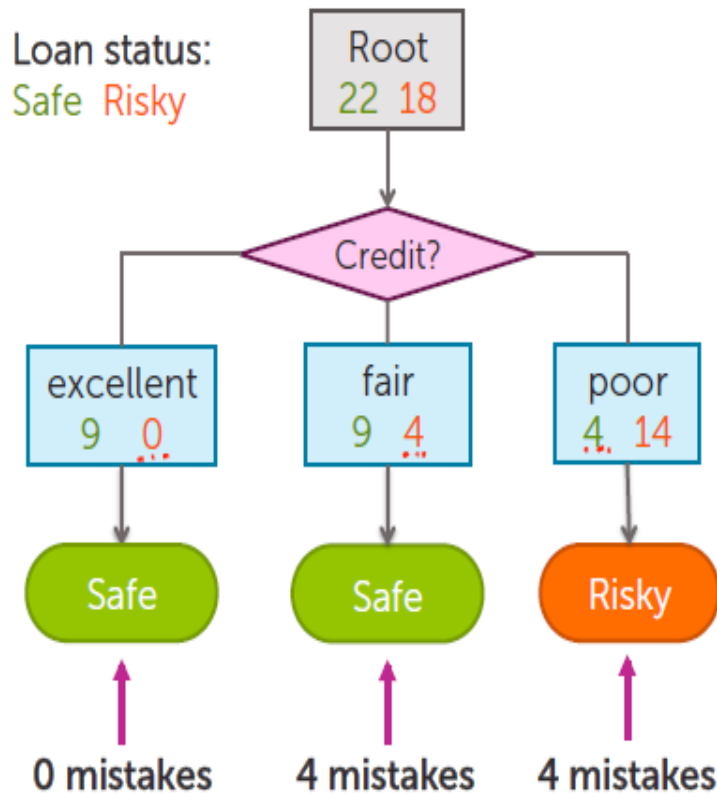 Loan status:
Safe Risky
Root
22 18
Credit?
excellent
9 0
fair
9 4
poor
4 14
Safe
Safe
Risky
0 mistakes
4 mistakes
4 mistakes